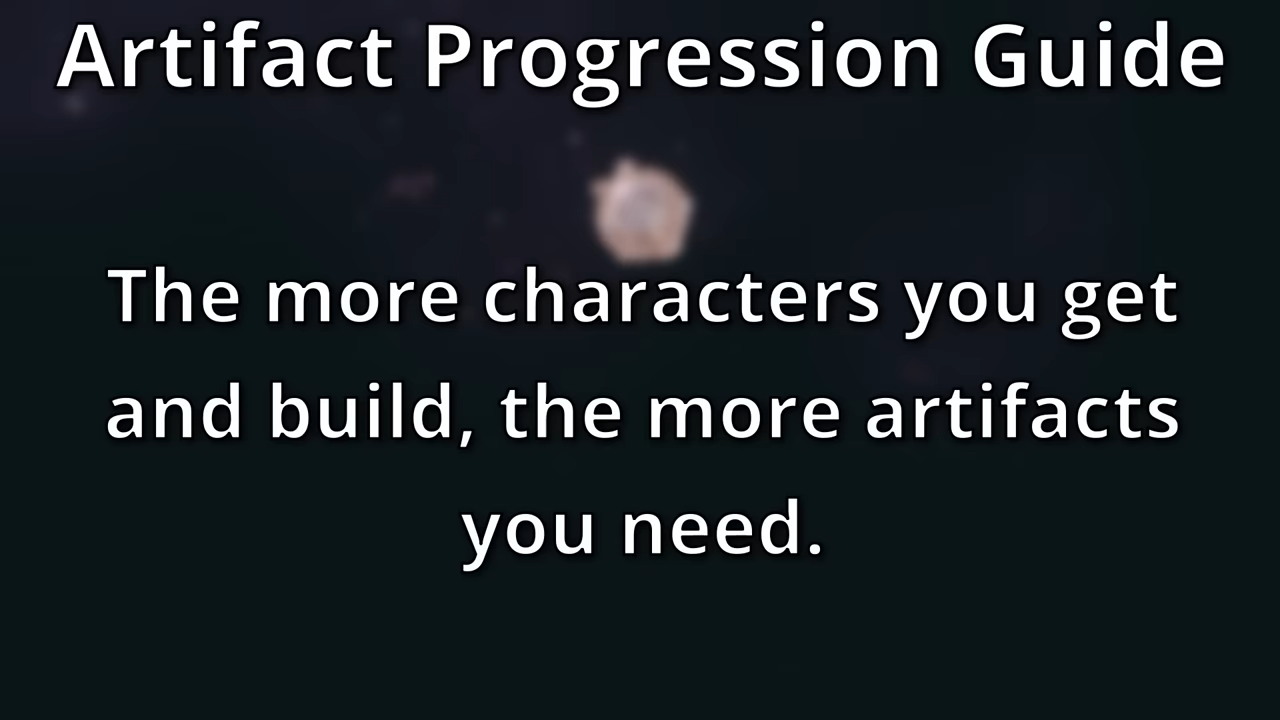 Artifact Progression Guide
The more characters you get
and build, the more artifacts
you need.